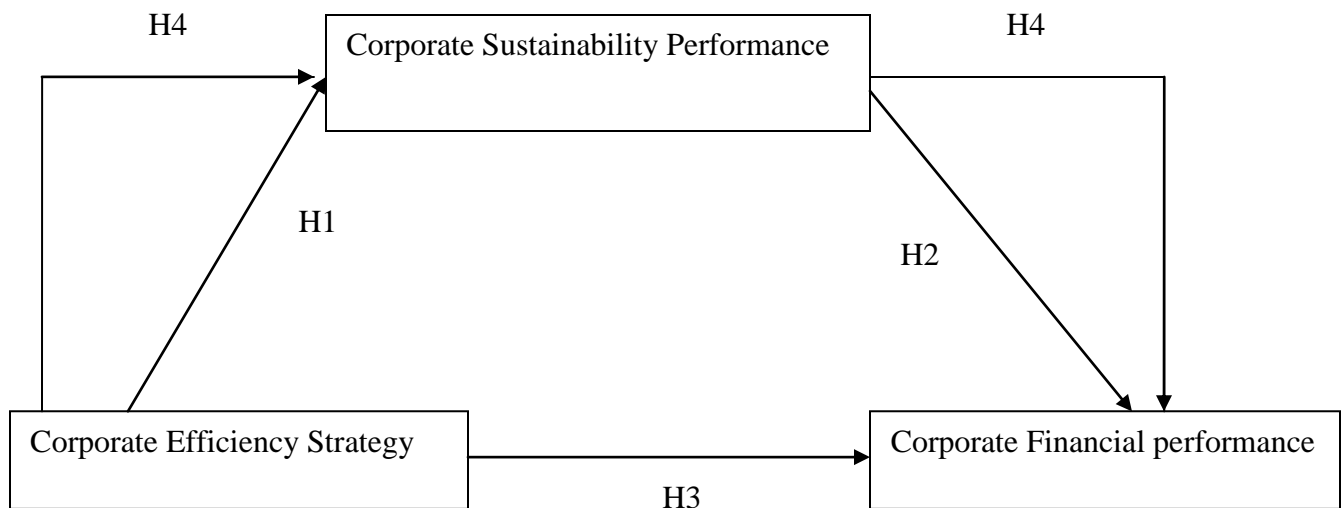 H4
H4
Corporate Sustainability Performance
H1
H2
Corporate Efficiency Strategy
Corporate Financial performance
H3